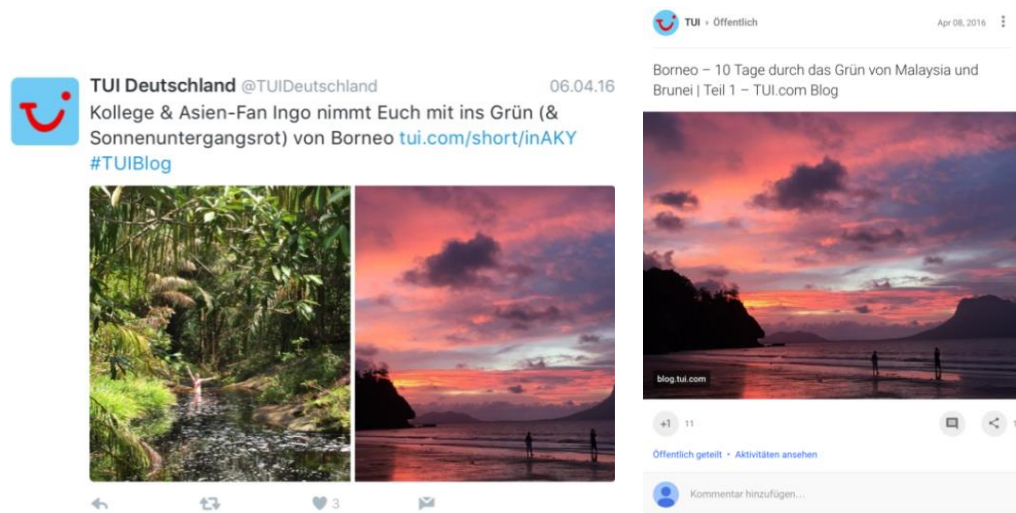 TUI Deutschland @TUIDeutschland 06.04.16
Kollege & Asien-Fan Ingo nimmt Euch mit ins Grün (&
Sonnenuntergangsrot) von Borneo tui.com/short/inAKY
#TUIBlog
3
TUI Öffentlich Apr 08, 2016
Borneo – 10 Tage durch das Grün von Malaysia und
Brunei | Teil 1 – TUI.com Blog
blog.tui.com
+1 11 1
Öffentlich geteilt • Aktivitäten ansehen
Kommentar hinzufügen...